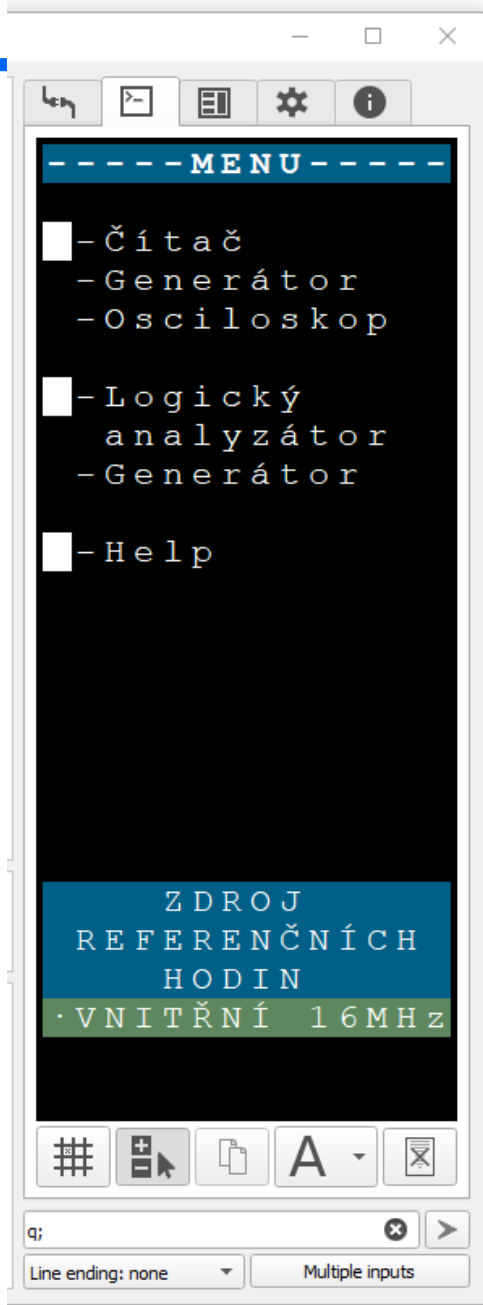 -----MENU-----
-Čítač
-Generátor
-Osciloskop
-Logický
analyzátor
-Generátor
-Help
ZDROJ
REFERENČNÍCH
HODIN
·VNITŘNÍ 16MHz
A
q;
Line ending: none
Multiple inputs